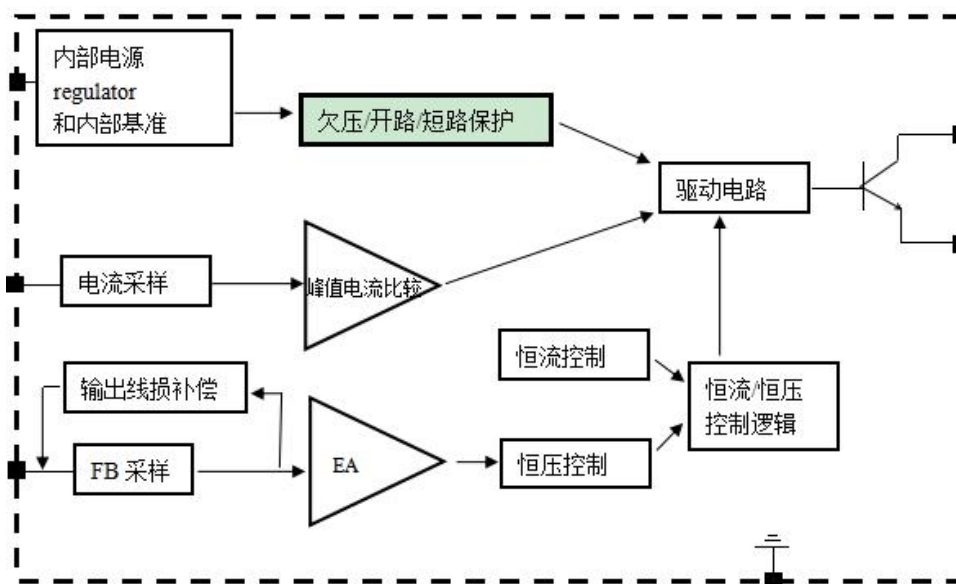 内部电源
regulator
和内部基准
欠压/开路/短路保护
驱动电路
电流采样
峰值电流比较
恒流控制
输出线损补偿
恒流/恒压
控制逻辑
FB 采样
EA
恒压控制